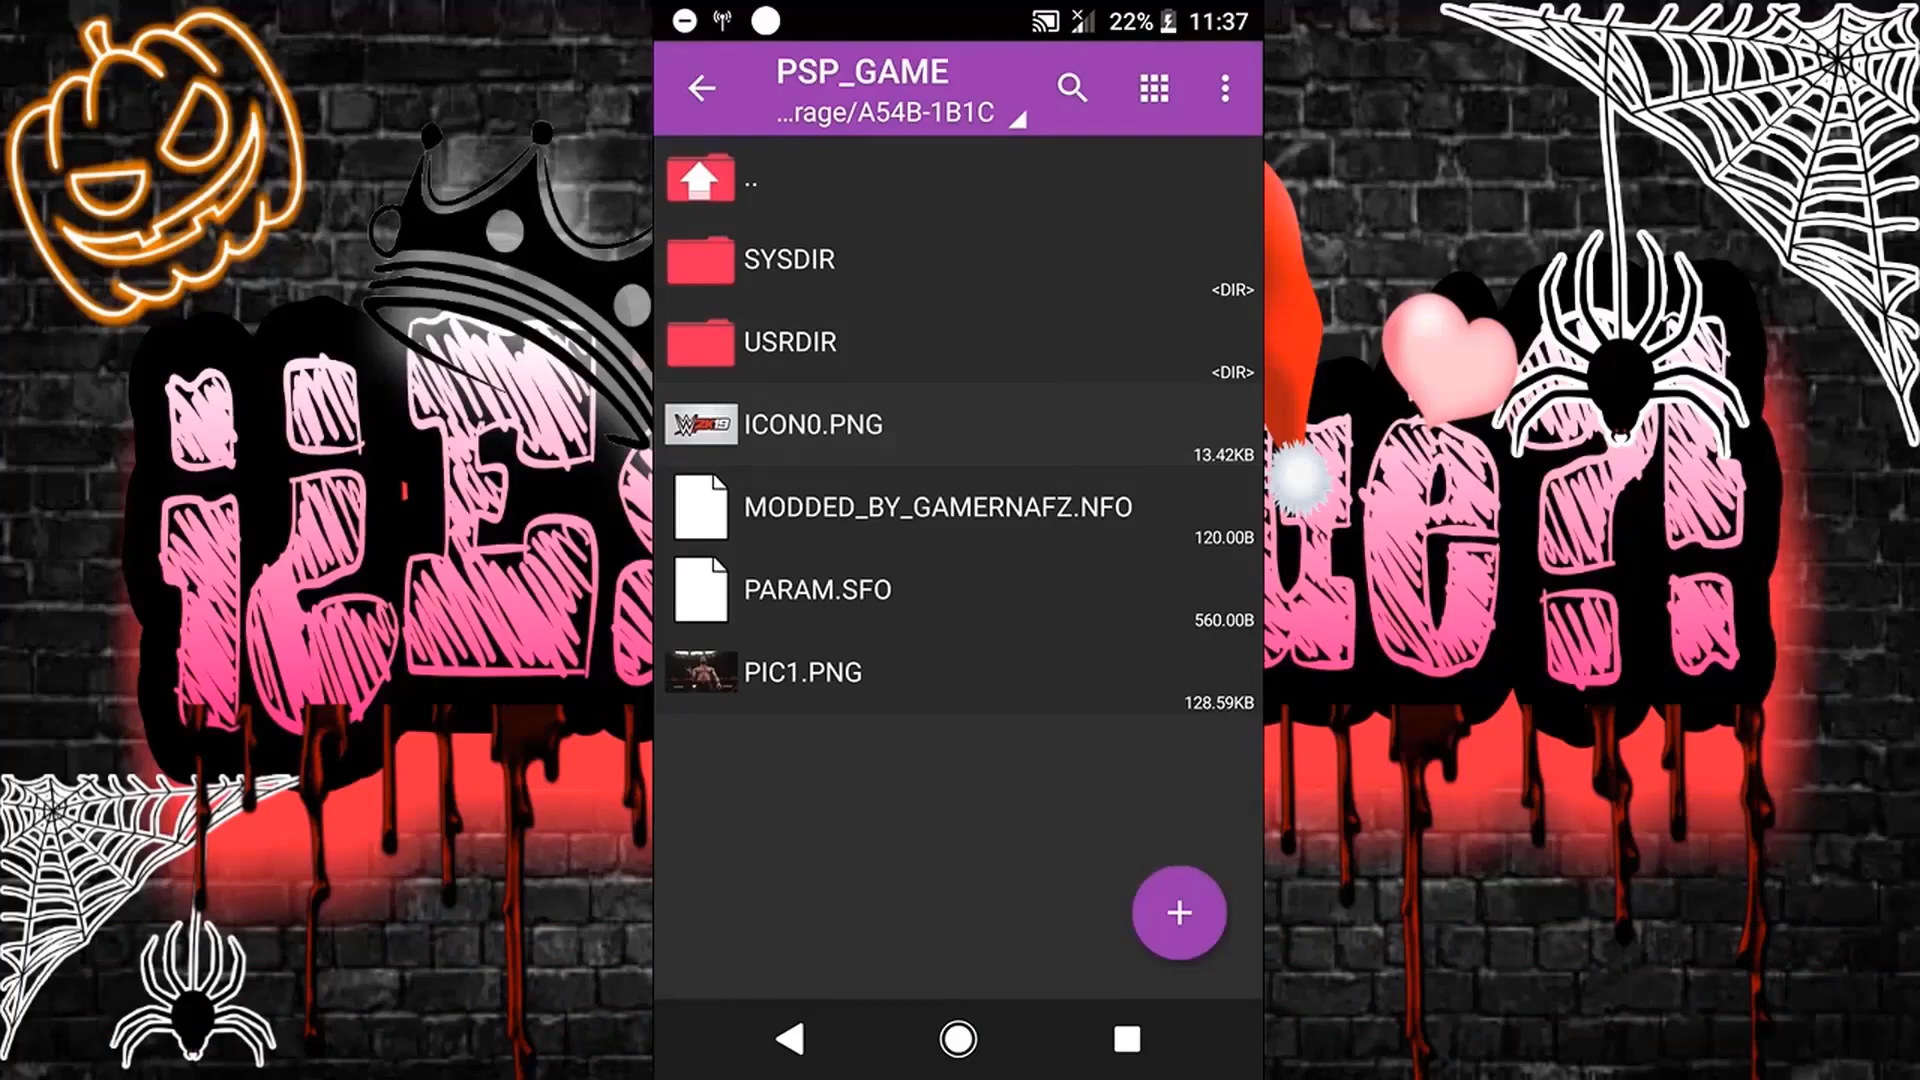 22% 11:37
PSP_GAME
...rage/A54B-1B1C
..
SYSDIR
<DIR>
USRDIR
<DIR>
W2K19
ICON0.PNG
13.42KB
MODDED_BY_GAMERNAFZ.NFO
120.00B
PARAM.SFO
560.00B
PIC1.PNG
128.59KB